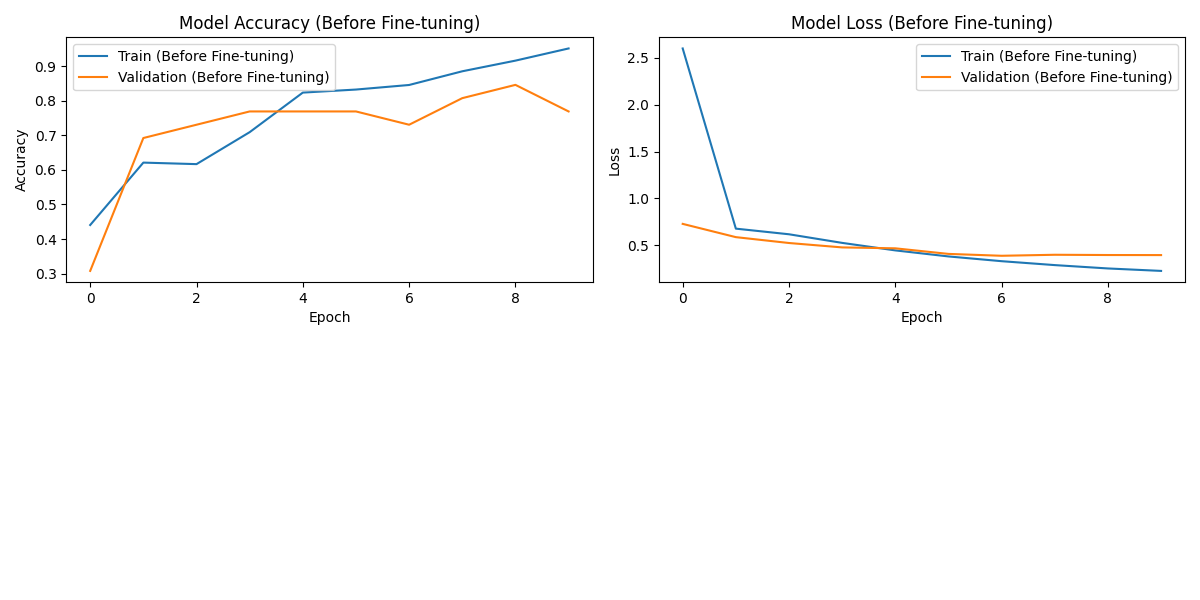 Model Accuracy (Before Fine-tuning)
Train (Before Fine-tuning)
Validation (Before Fine-tuning)
Accuracy
0.9
0.8
0.7
0.6
0.5
0.4
0.3
0 2 4 6 8
Epoch
Model Loss (Before Fine-tuning)
Train (Before Fine-tuning)
Validation (Before Fine-tuning)
Loss
2.5
2.0
1.5
1.0
0.5
0 2 4 6 8
Epoch